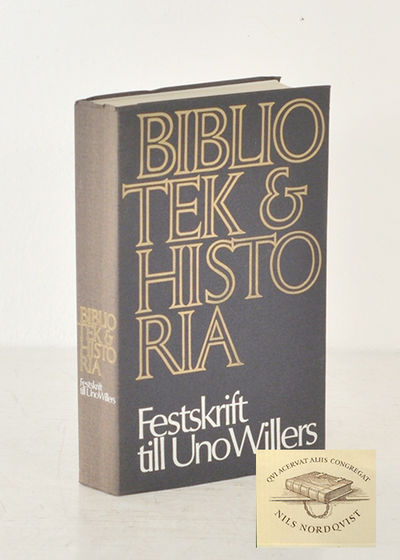 BIBLIO
TEK &
HISTO
RIA
Festskrift
till Uno Willers
BIBLIO
TEK &
HISTO
RIA
Festskrift
till Uno Willers
QVI ACERVAT ALIIS CONGREGAT
NILS NORDQVIST